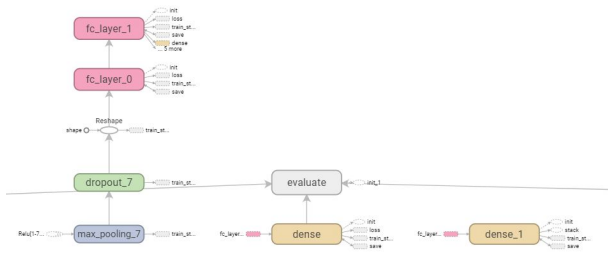 fc_layer_1
init
loss
train_st...
save
dense
... 5 more
fc_layer_0
init
loss
train_st...
save
Reshape
shape
train_st...
dropout_7
train_st...
evaluate
init_1
Relu[1-7...
max_pooling_7
train_st...
fc_layer...
dense
init
loss
train_st...
save
fc_layer...
dense_1
init
stack
train_st...
save